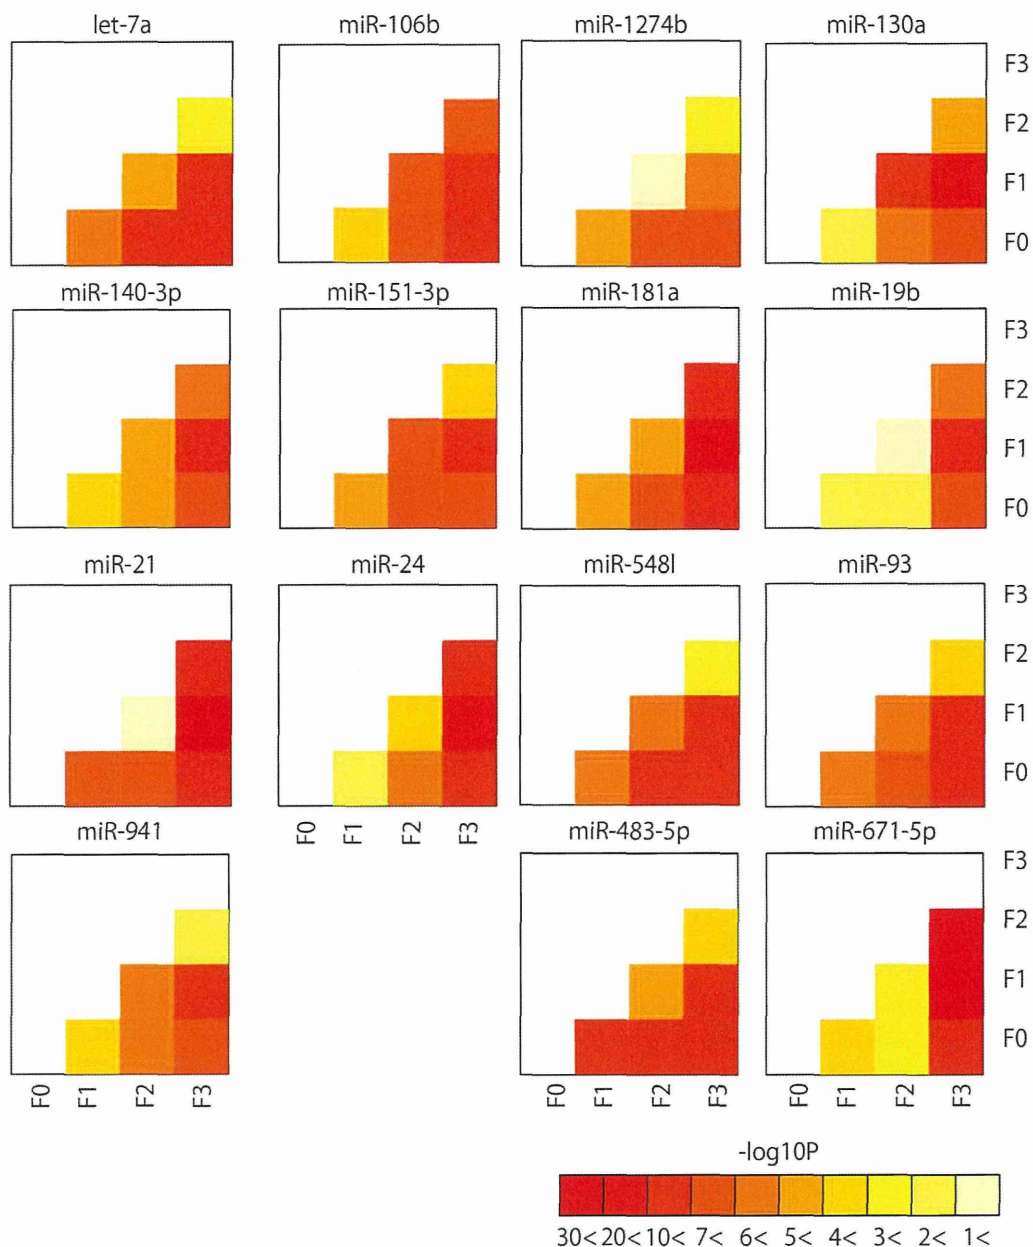 let-7a miR-106b miR-1274b miR-130a
F3
F2
F1
F0
miR-140-3p miR-151-3p miR-181a miR-19b
F3
F2
F1
F0
miR-21 miR-24 miR-548l miR-93
F3
F2
F1
F0
F0 F1 F2 F3
miR-941 miR-483-5p miR-671-5p
F3
F2
F1
F0
F0 F1 F2 F3 F0 F1 F2 F3 F0 F1 F2 F3
-log10P
30< 20< 10< 7< 6< 5< 4< 3< 2< 1<